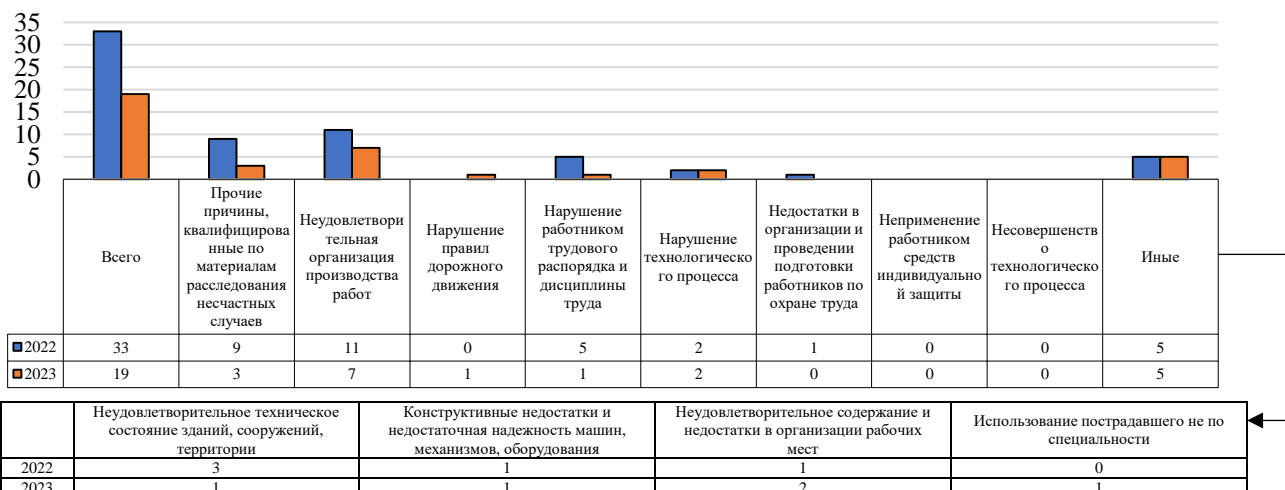 35
30
25
20
15
10
5
0
Всего
Прочие
причины,
квалифицирова
нные по
материалам
расследования
несчастных
случаев
Неудовлетвори
тельная
организация
производства
работ
Нарушение
правил
дорожного
движения
Нарушение
работником
трудового
распорядка и
дисциплины
труда
Нарушение
технологическо
го процесса
Недостатки в
организации и
проведении
подготовки
работников по
охране труда
Неприменение
работником
средств
индивидуально
й защиты
Несовершенств
о
технологическо
го процесса
Иные
2022 33 9 11 0 5 2 1 0 0 5
2023 19 3 7 1 1 2 0 0 0 5
Неудовлетворительное техническое
состояние зданий, сооружений,
территории
Конструктивные недостатки и
недостаточная надежность машин,
механизмов, оборудования
Неудовлетворительное содержание и
недостатки в организации рабочих
мест
Использование пострадавшего не по
специальности
2022 3 1 1 0
2023 1 1 2 1